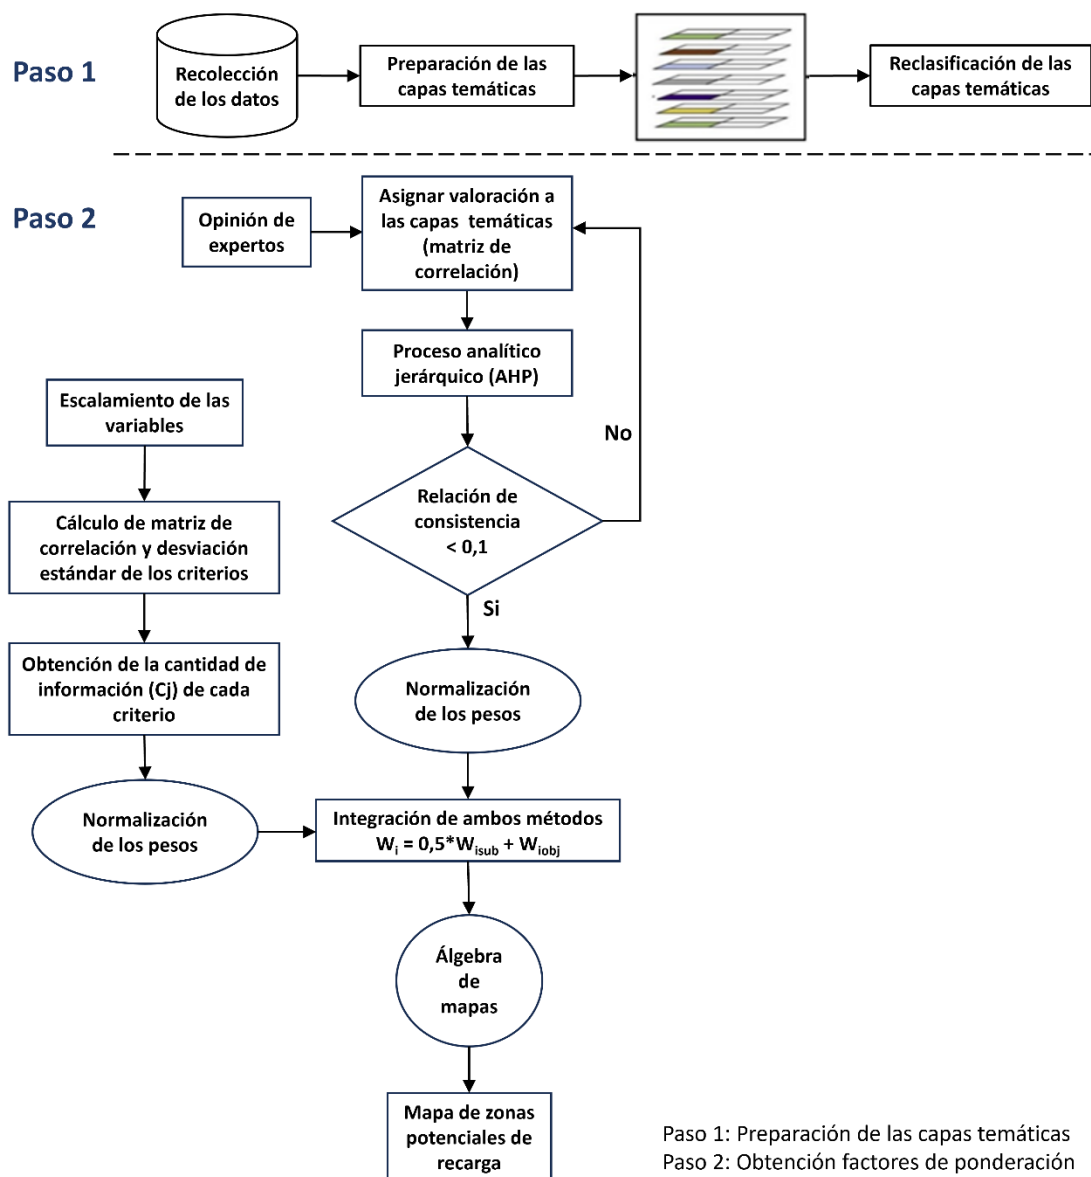 Paso 1
Recolección
de los datos
Preparación de las
capas temáticas
Reclasificación de las
capas temáticas
Paso 2
Opinión de
expertos
Asignar valoración a
las capas temáticas
(matriz de
correlación)
Proceso analítico
jerárquico (AHP)
No
Relación de
consistencia
< 0,1
Si
Escalamiento de las
variables
Cálculo de matriz de
correlación y desviación
estándar de los criterios
Obtención de la cantidad de
información (Cj) de cada
criterio
Normalización
de los pesos
Normalización
de los pesos
Integración de ambos métodos
Wi = 0,5*Wisub + Wiobj
Álgebra
de
mapas
Mapa de zonas
potenciales de
recarga
Paso 1: Preparación de las capas temáticas
Paso 2: Obtención factores de ponderación